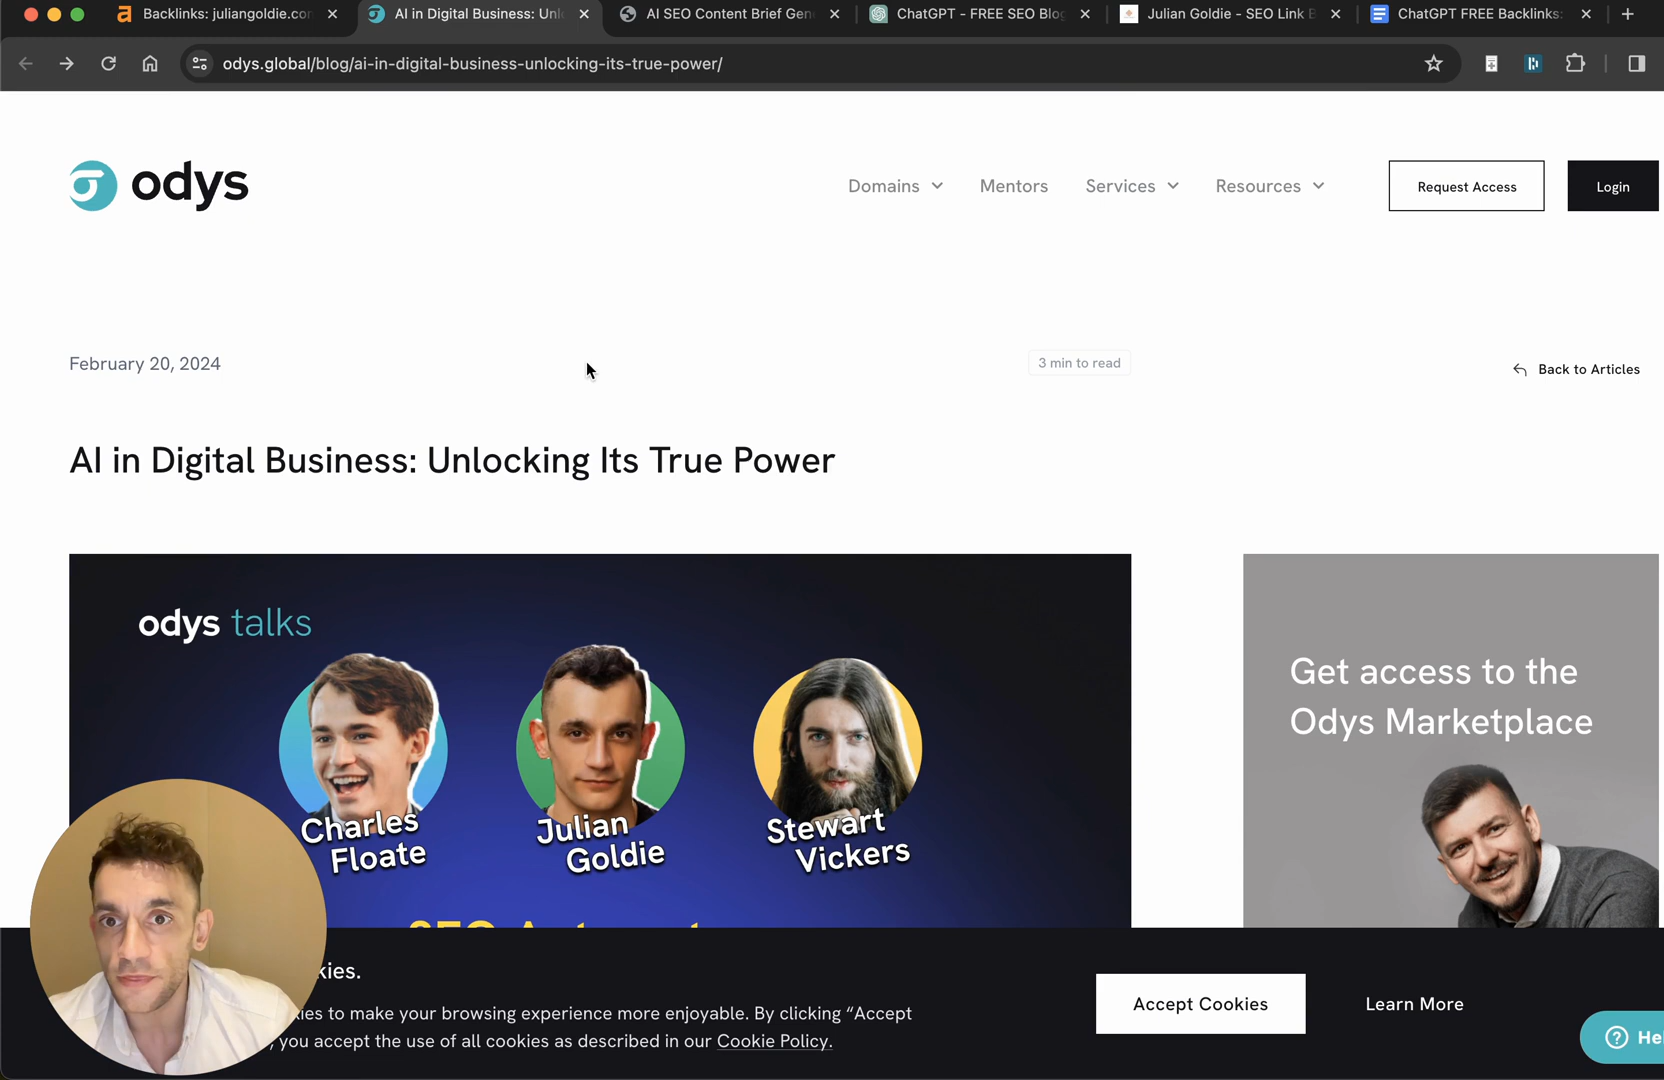 Backlinks: juliangoldie.con
AI in Digital Business: Unl
AI SEO Content Brief Gen
ChatGPT - FREE SEO Blog
Julian Goldie - SEO Link B
ChatGPT FREE Backlinks:
odys.global/blog/ai-in-digital-business-unlocking-its-true-power/
odys
Domains
Mentors
Services
Resources
Request Access
Login
February 20, 2024
3 min to read
Back to Articles
AI in Digital Business: Unlocking Its True Power
odys talks
Charles
Floate
Julian
Goldie
Stewart
Vickers
Get access to the
Odys Marketplace
kies.
kies to make your browsing experience more enjoyable. By clicking “Accept
, you accept the use of all cookies as described in our Cookie Policy.
Accept Cookies
Learn More
Hel